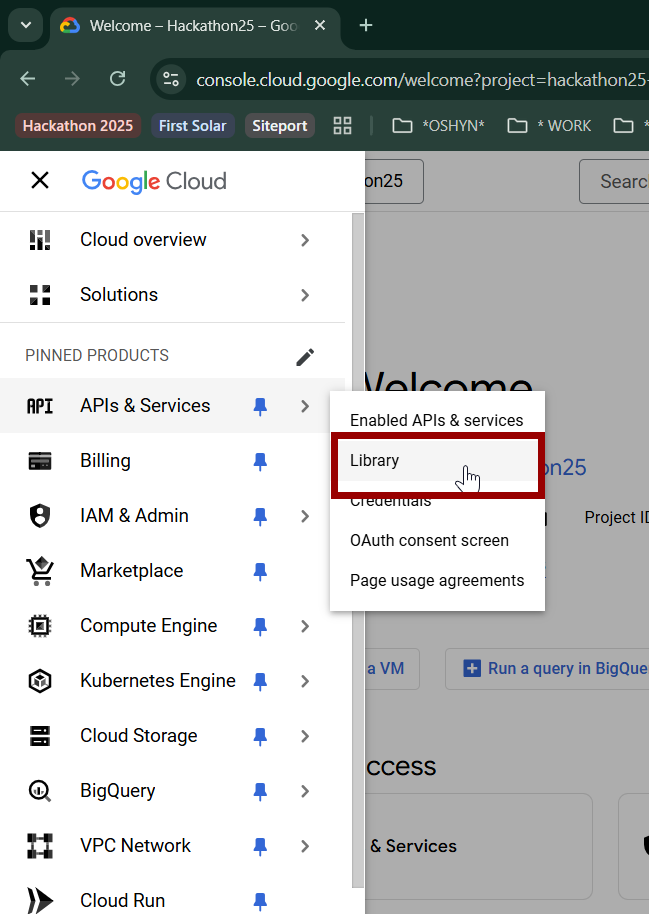 Welcome – Hackathon25 – Goo
console.cloud.google.com/welcome?project=hackathon25-
Hackathon 2025
First Solar
Siteport
*OSHYN*
* WORK
*
Google Cloud
on25
Searc
Cloud overview
Solutions
PINNED PRODUCTS
Welcome
API
APIs & Services
Enabled APIs & services
Billing
Library
on25
Credentials
IAM & Admin
Project ID
OAuth consent screen
Marketplace
Page usage agreements
Compute Engine
Kubernetes Engine
a VM
Run a query in BigQue
Cloud Storage
ccess
BigQuery
VPC Network
& Services
Cloud Run